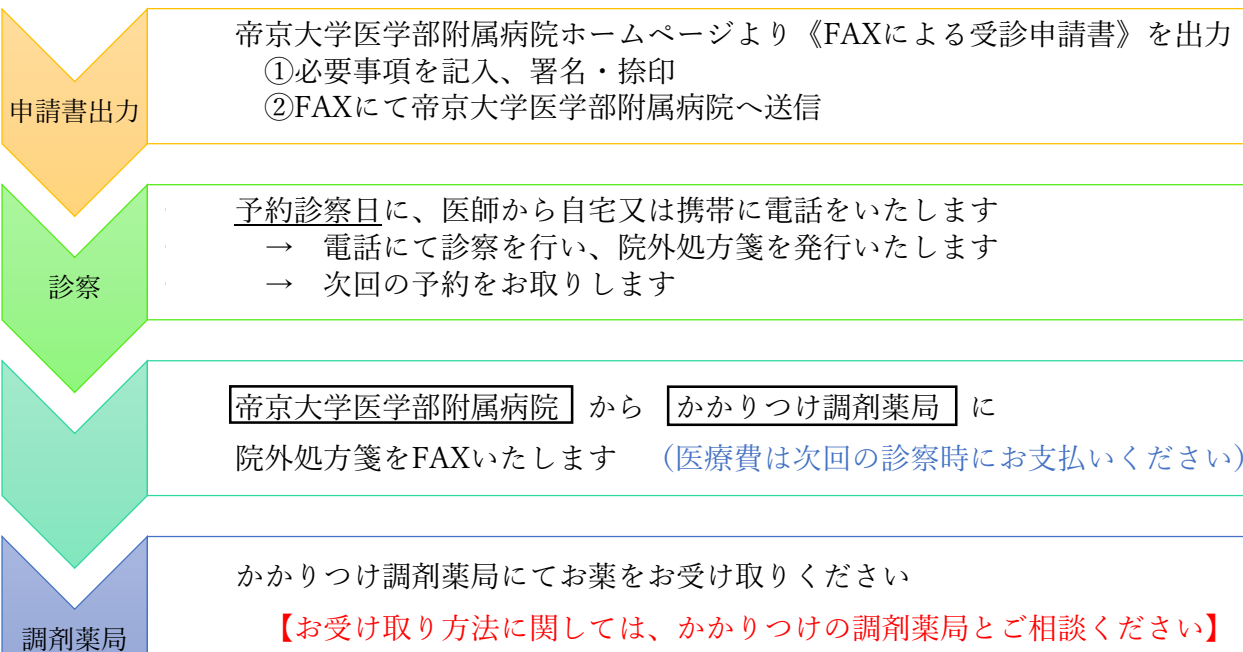 帝京大学医学部附属病院ホームページより《FAXによる受診申請書》を出力
①必要事項を記入、署名・捺印
②FAXにて帝京大学医学部附属病院へ送信
申請書出力
予約診察日に、医師から自宅又は携帯に電話をいたします
→ 電話にて診察を行い、院外処方箋を発行いたします
→ 次回の予約をお取りします
診察
帝京大学医学部附属病院 から かかりつけ調剤薬局 に
院外処方箋をFAXいたします （医療費は次回の診察時にお支払いください）
かかりつけ調剤薬局にてお薬をお受け取りください
【お受け取り方法に関しては、かかりつけの調剤薬局とご相談ください】
調剤薬局